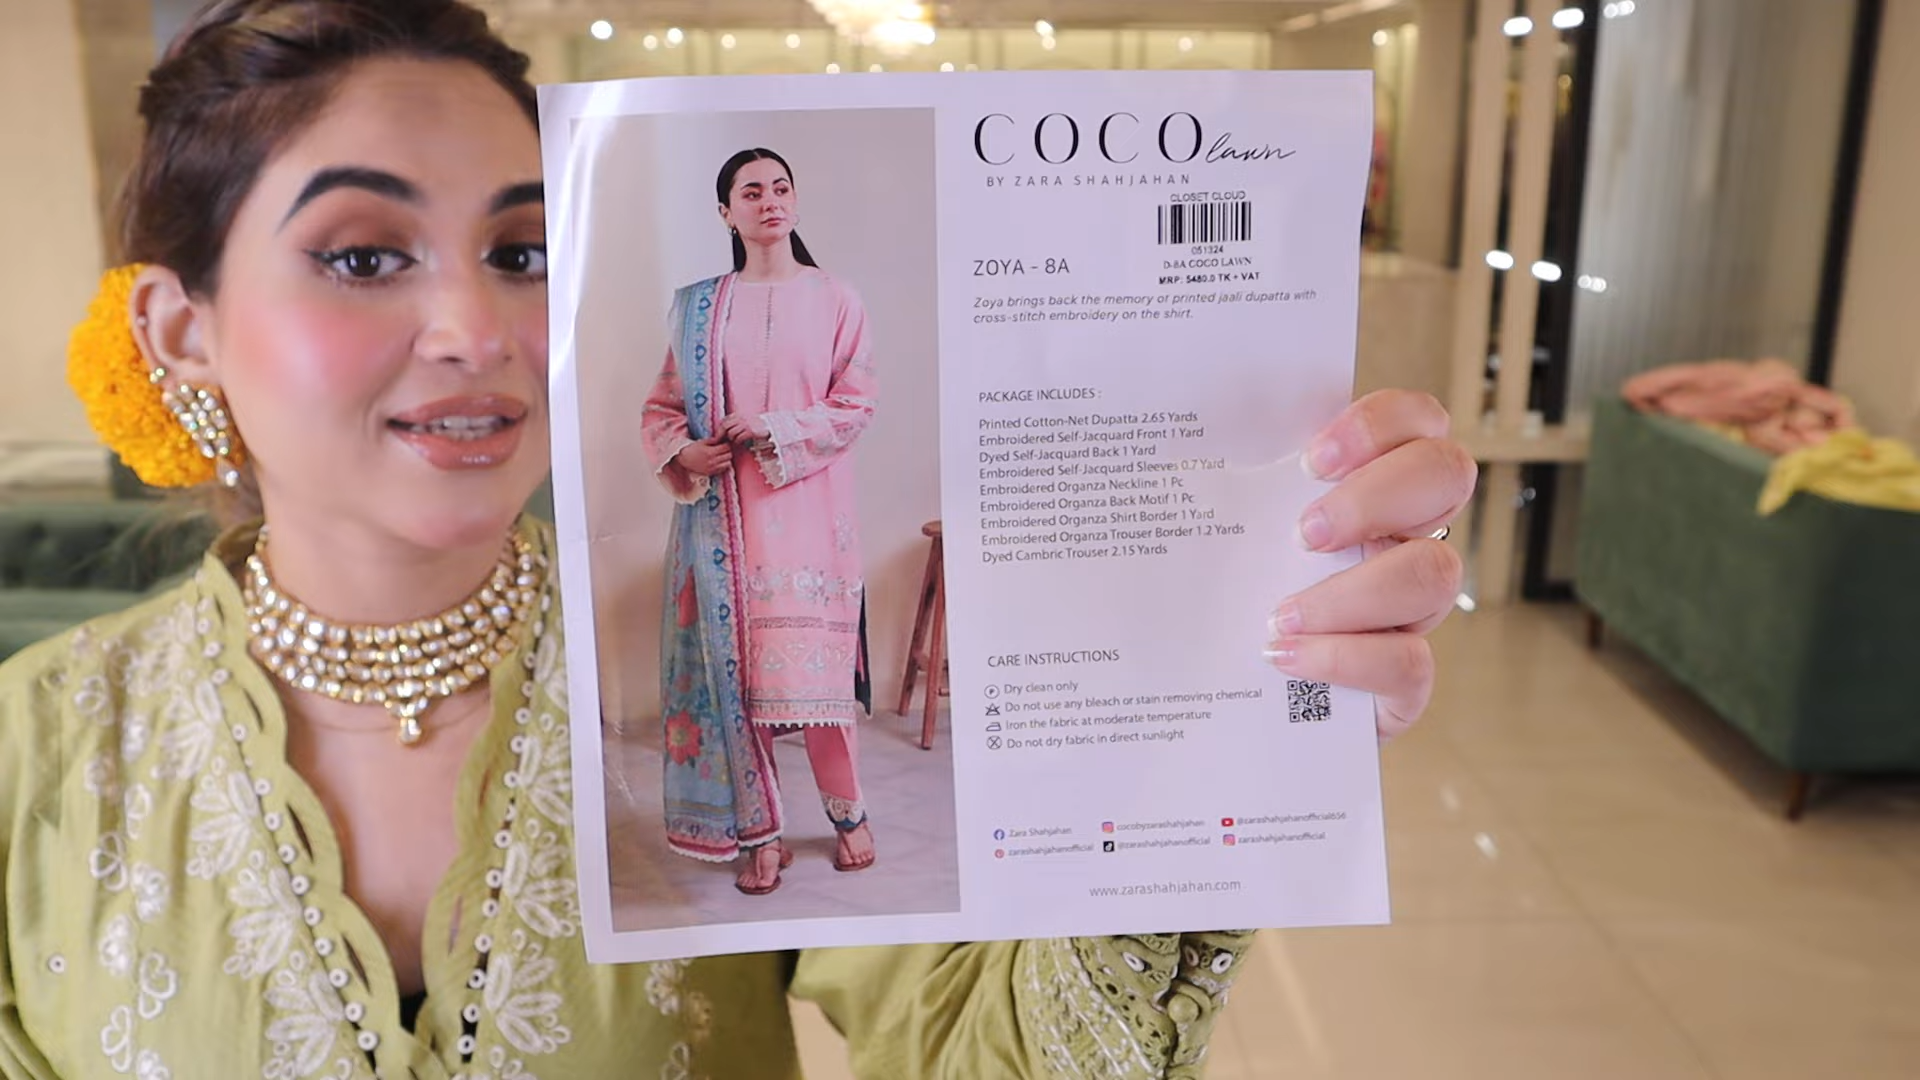 COCO lawn
BY ZARA SHAHJAHAN
CLOSET CLOUD
051324
D-8A COCO LAWN
MRP: 5480.0 TK + VAT
ZOYA - 8A
Zoya brings back the memory of printed jaali dupatta with
cross-stitch embroidery on the shirt.
PACKAGE INCLUDES :
Printed Cotton-Net Dupatta 2.65 Yards
Embroidered Self-Jacquard Front 1 Yard
Dyed Self-Jacquard Back 1 Yard
Embroidered Self-Jacquard Sleeves 0.7 Yard
Embroidered Organza Neckline 1 Pc
Embroidered Organza Back Motif 1 Pc
Embroidered Organza Shirt Border 1 Yard
Embroidered Organza Trouser Border 1.2 Yards
Dyed Cambric Trouser 2.15 Yards
CARE INSTRUCTIONS
P Dry clean only
Do not use any bleach or stain removing chemical
Iron the fabric at moderate temperature
Do not dry fabric in direct sunlight
Zara Shahjahan cocobyzarashahjahan @zarashahjahanofficial656
zarashahjahanofficial @zarashahjahanofficial zarashahjahanofficial
www.zarashahjahan.com